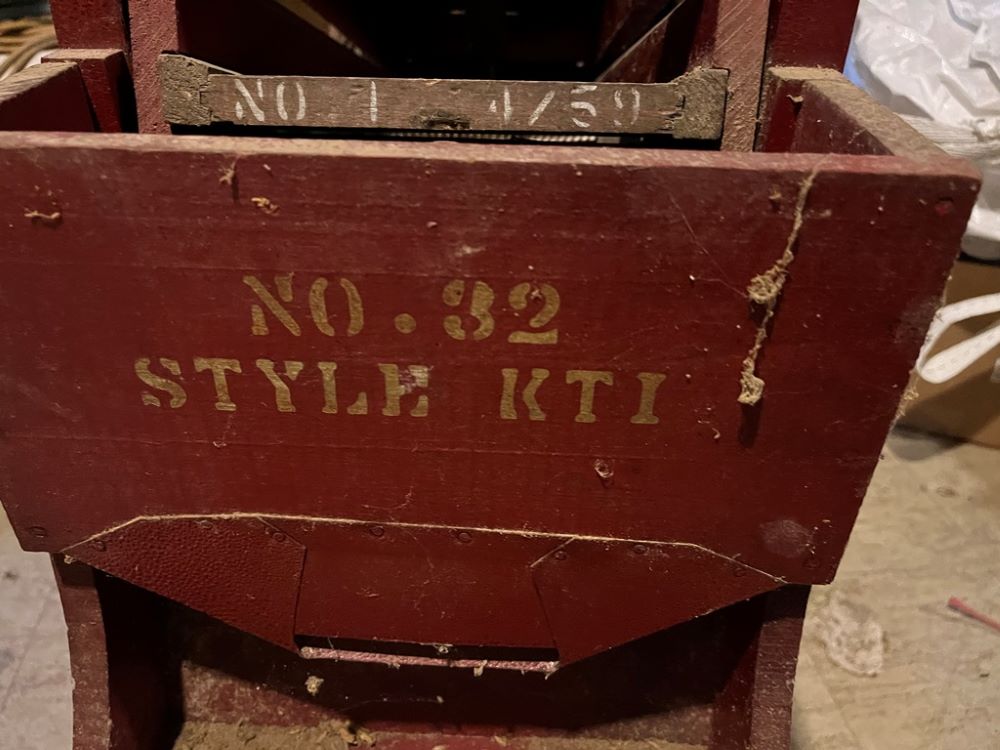 NO. 1 4/59
NO. 32
STYLE KTI